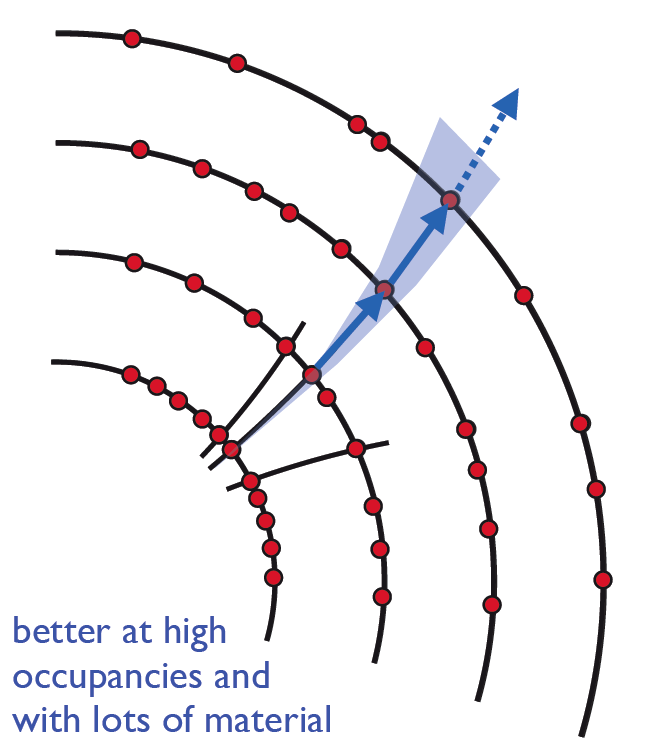 better at high
occupancies and
with lots of material